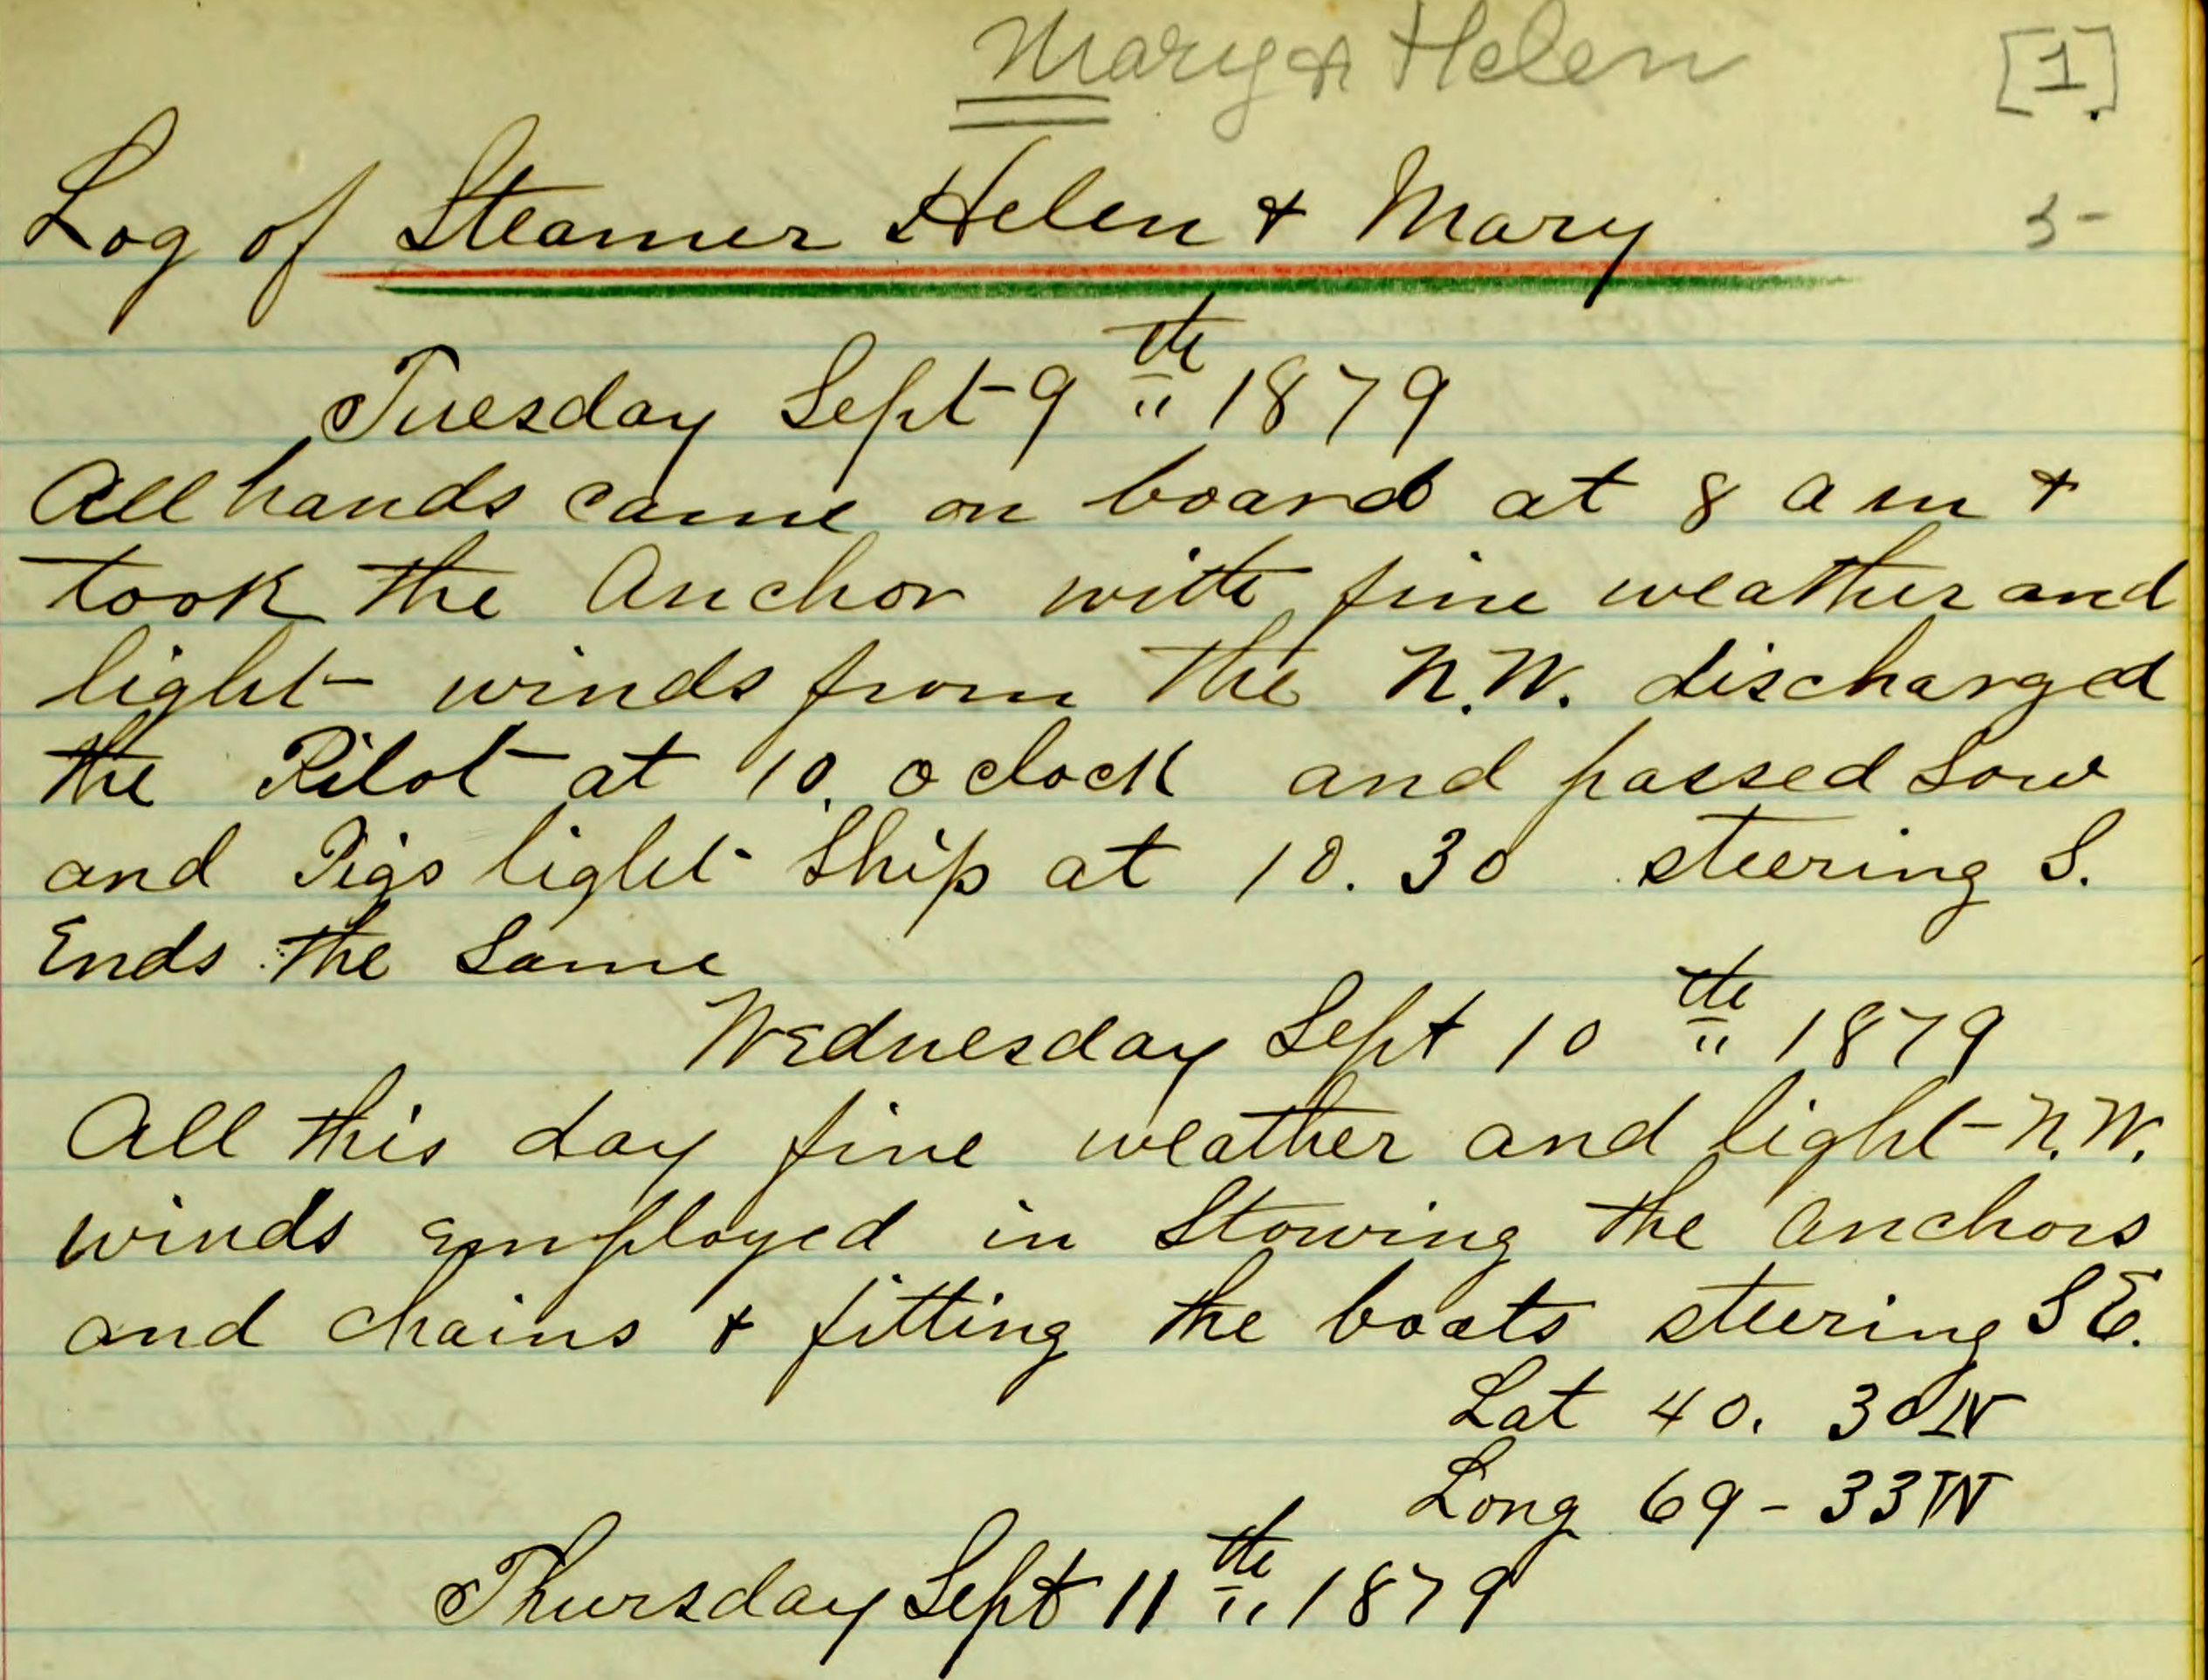 Mary & Helen
[1]
Log of Steamer Helen & Mary
3-
Tuesday Sept 9th 1879
All hands came on board at 8 am &
took the Anchor with fine weather and
light winds from the N.W. discharged
the Pilot at 10. oclock and passed Sow
and Pigs light Ship at 10.30 steering S.
Ends the Same
Wednesday Sept 10th 1879
All this day fine weather and light N.W.
winds employed in Stowing the Anchors
and chains & fitting the boats steering S E.
Lat 40. 30 N
Long 69-33 W
Thursday Sept 11th 1879